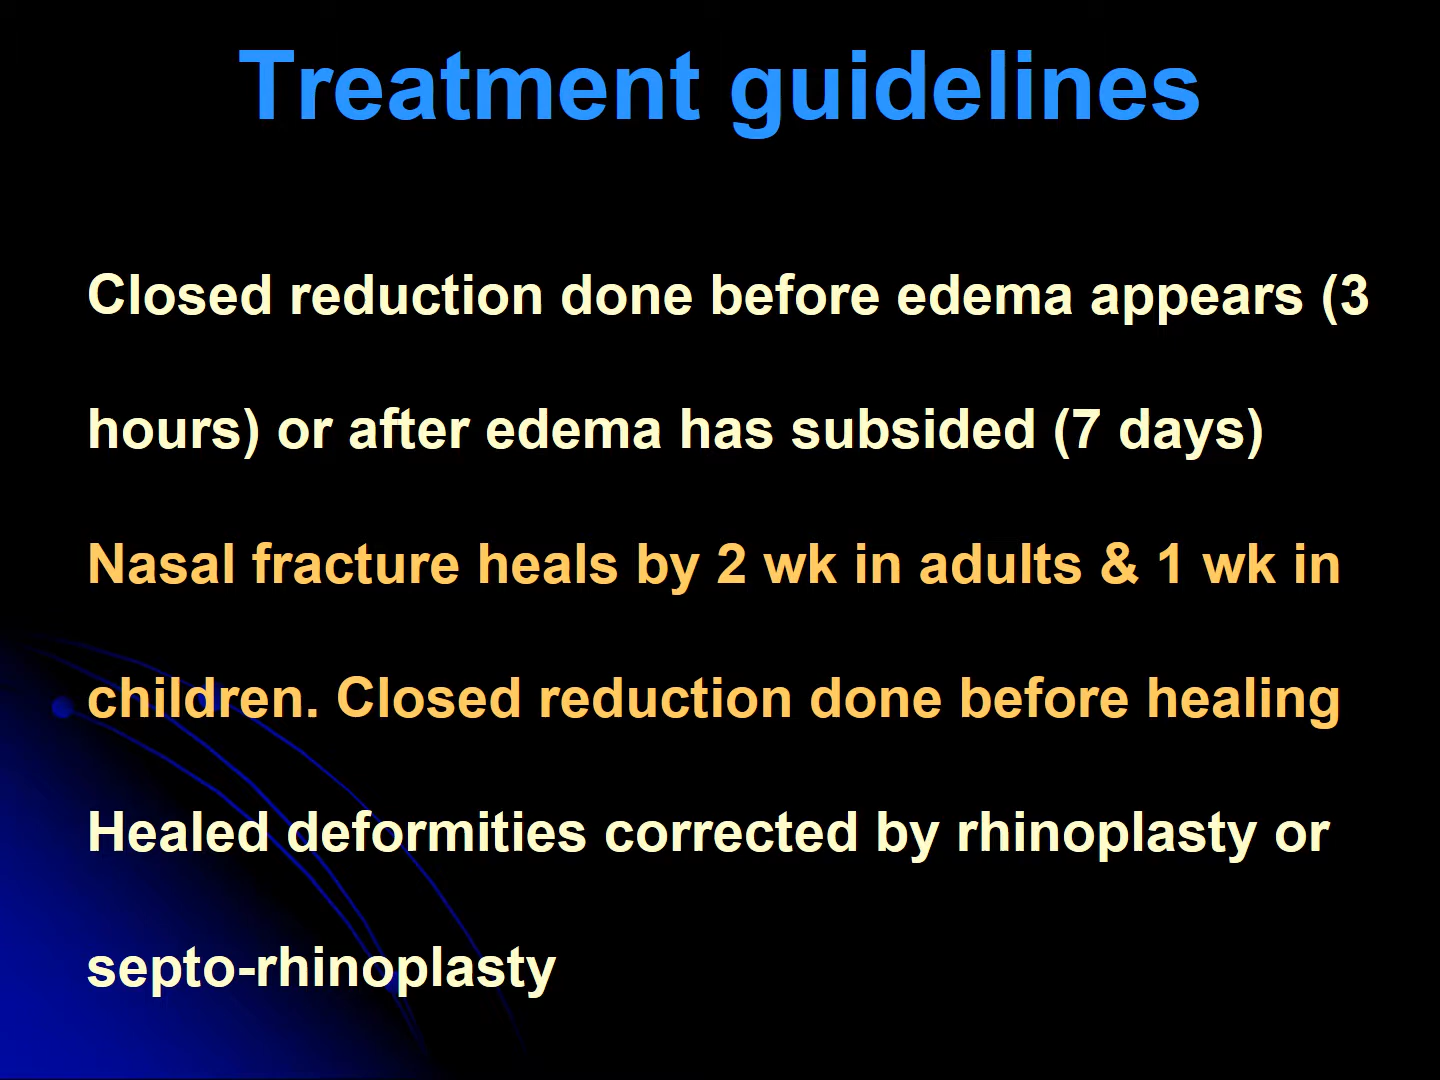 Treatment guidelines
Closed reduction done before edema appears (3
hours) or after edema has subsided (7 days)
Nasal fracture heals by 2 wk in adults & 1 wk in
children. Closed reduction done before healing
Healed deformities corrected by rhinoplasty or
septo-rhinoplasty